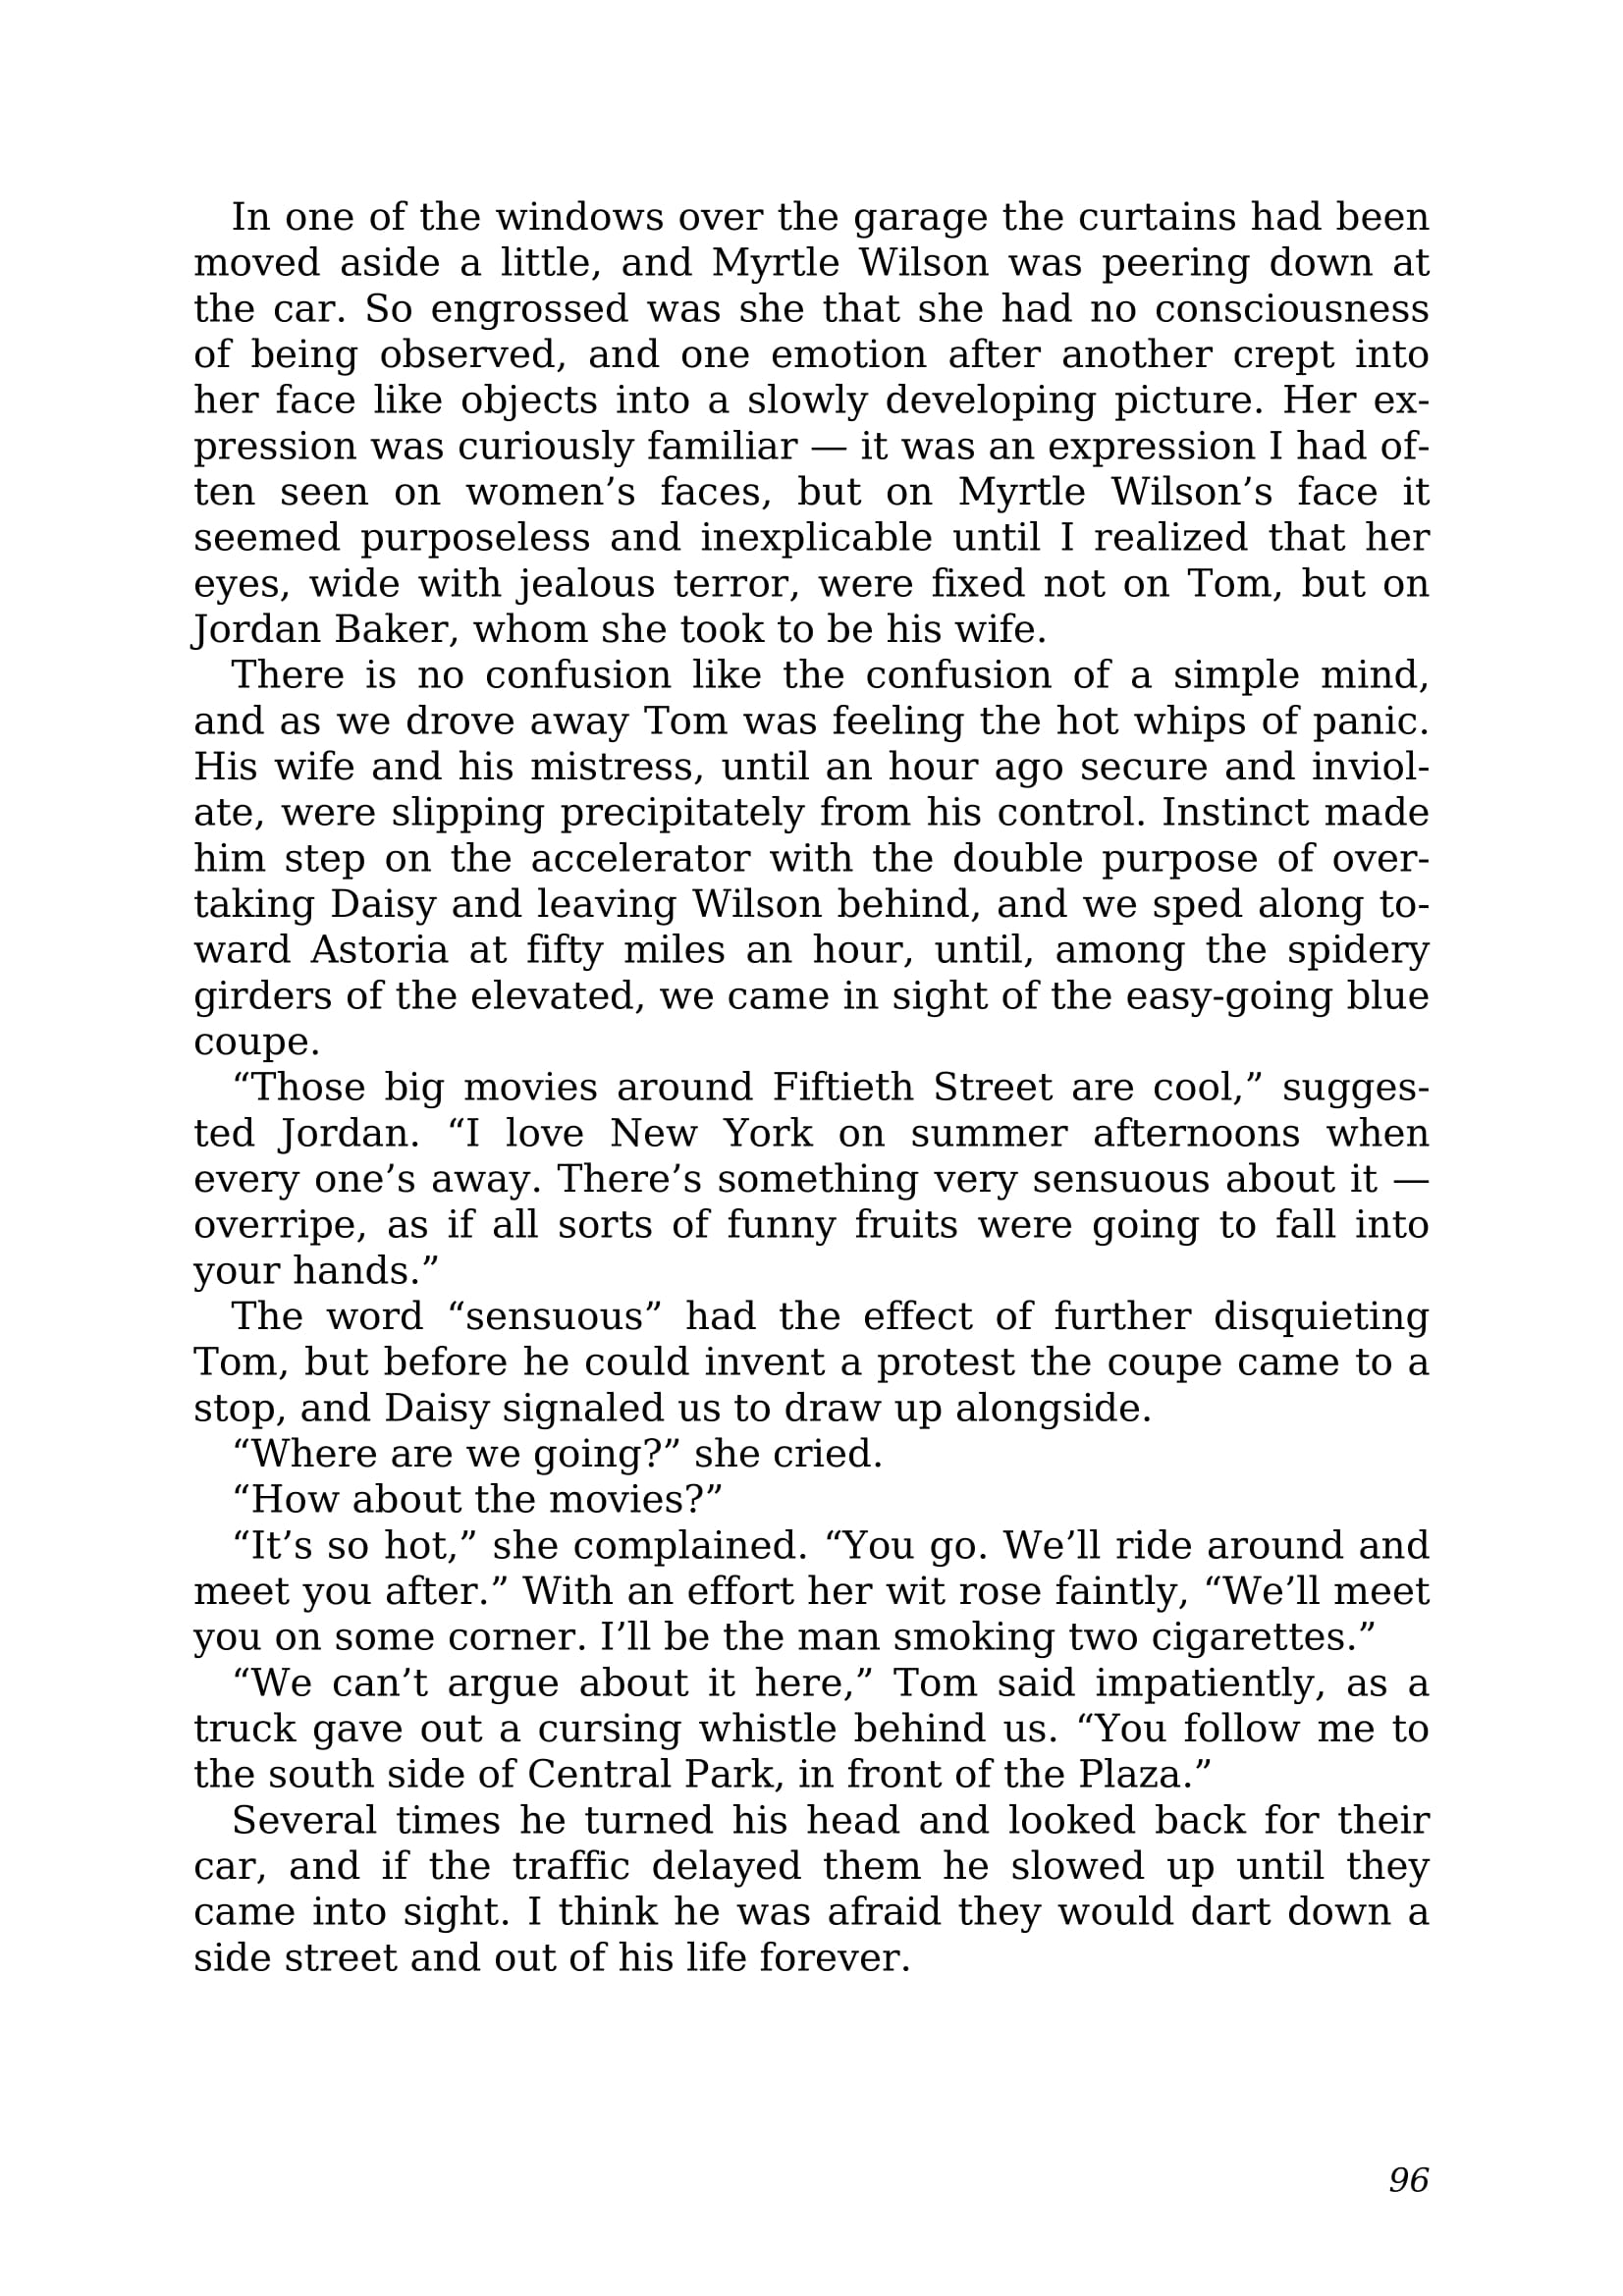 In one of the windows over the garage the curtains had been
moved aside a little, and Myrtle Wilson was peering down at
the car. So engrossed was she that she had no consciousness
of being observed, and one emotion after another crept into
her face like objects into a slowly developing picture. Her ex-
pression was curiously familiar — it was an expression I had of-
ten seen on women’s faces, but on Myrtle Wilson’s face it
seemed purposeless and inexplicable until I realized that her
eyes, wide with jealous terror, were fixed not on Tom, but on
Jordan Baker, whom she took to be his wife.
There is no confusion like the confusion of a simple mind,
and as we drove away Tom was feeling the hot whips of panic.
His wife and his mistress, until an hour ago secure and inviol-
ate, were slipping precipitately from his control. Instinct made
him step on the accelerator with the double purpose of over-
taking Daisy and leaving Wilson behind, and we sped along to-
ward Astoria at fifty miles an hour, until, among the spidery
girders of the elevated, we came in sight of the easy-going blue
coupe.
“Those big movies around Fiftieth Street are cool,” sugges-
ted Jordan. “I love New York on summer afternoons when
every one’s away. There’s something very sensuous about it —
overripe, as if all sorts of funny fruits were going to fall into
your hands.”
The word “sensuous” had the effect of further disquieting
Tom, but before he could invent a protest the coupe came to a
stop, and Daisy signaled us to draw up alongside.
“Where are we going?” she cried.
“How about the movies?”
“It’s so hot,” she complained. “You go. We’ll ride around and
meet you after.” With an effort her wit rose faintly, “We’ll meet
you on some corner. I’ll be the man smoking two cigarettes.”
“We can’t argue about it here,” Tom said impatiently, as a
truck gave out a cursing whistle behind us. “You follow me to
the south side of Central Park, in front of the Plaza.”
Several times he turned his head and looked back for their
car, and if the traffic delayed them he slowed up until they
came into sight. I think he was afraid they would dart down a
side street and out of his life forever.
96